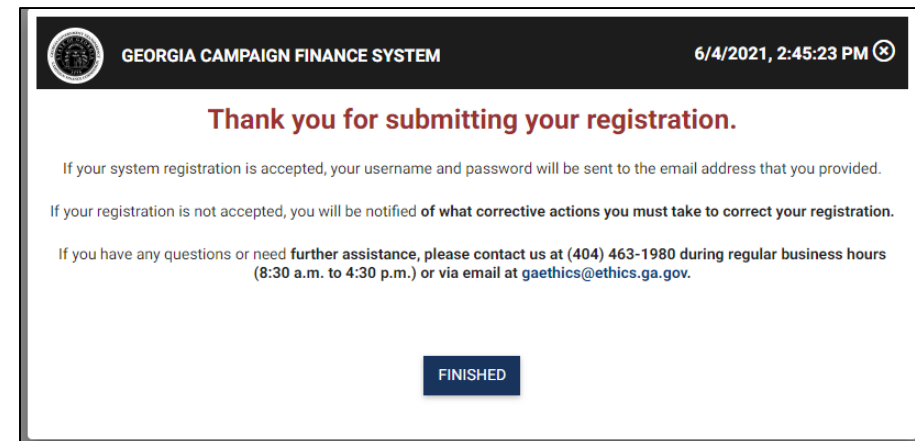 GEORGIA CAMPAIGN FINANCE SYSTEM
6/4/2021, 2:45:23 PM
Thank you for submitting your registration.
If your system registration is accepted, your username and password will be sent to the email address that you provided.
If your registration is not accepted, you will be notified of what corrective actions you must take to correct your registration.
If you have any questions or need further assistance, please contact us at (404) 463-1980 during regular business hours
(8:30 a.m. to 4:30 p.m.) or via email at gaethics@ethics.ga.gov.
FINISHED